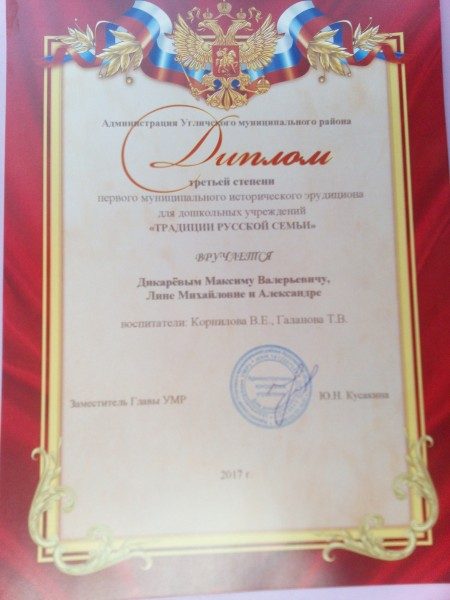 Администрация Угличского муниципального района
Диплом
третьей степени
первого муниципального исторического эрудициона
для дошкольных учреждений
«ТРАДИЦИИ РУССКОЙ СЕМЬИ»
ВРУЧАЕТСЯ
Дикарёвым Максиму Валерьевичу,
Лине Михайловне и Александре
воспитатели: Корнилова В.Е., Галанова Т.В.
Заместитель Главы УМР
Ю.Н. Кусакина
2017 г.